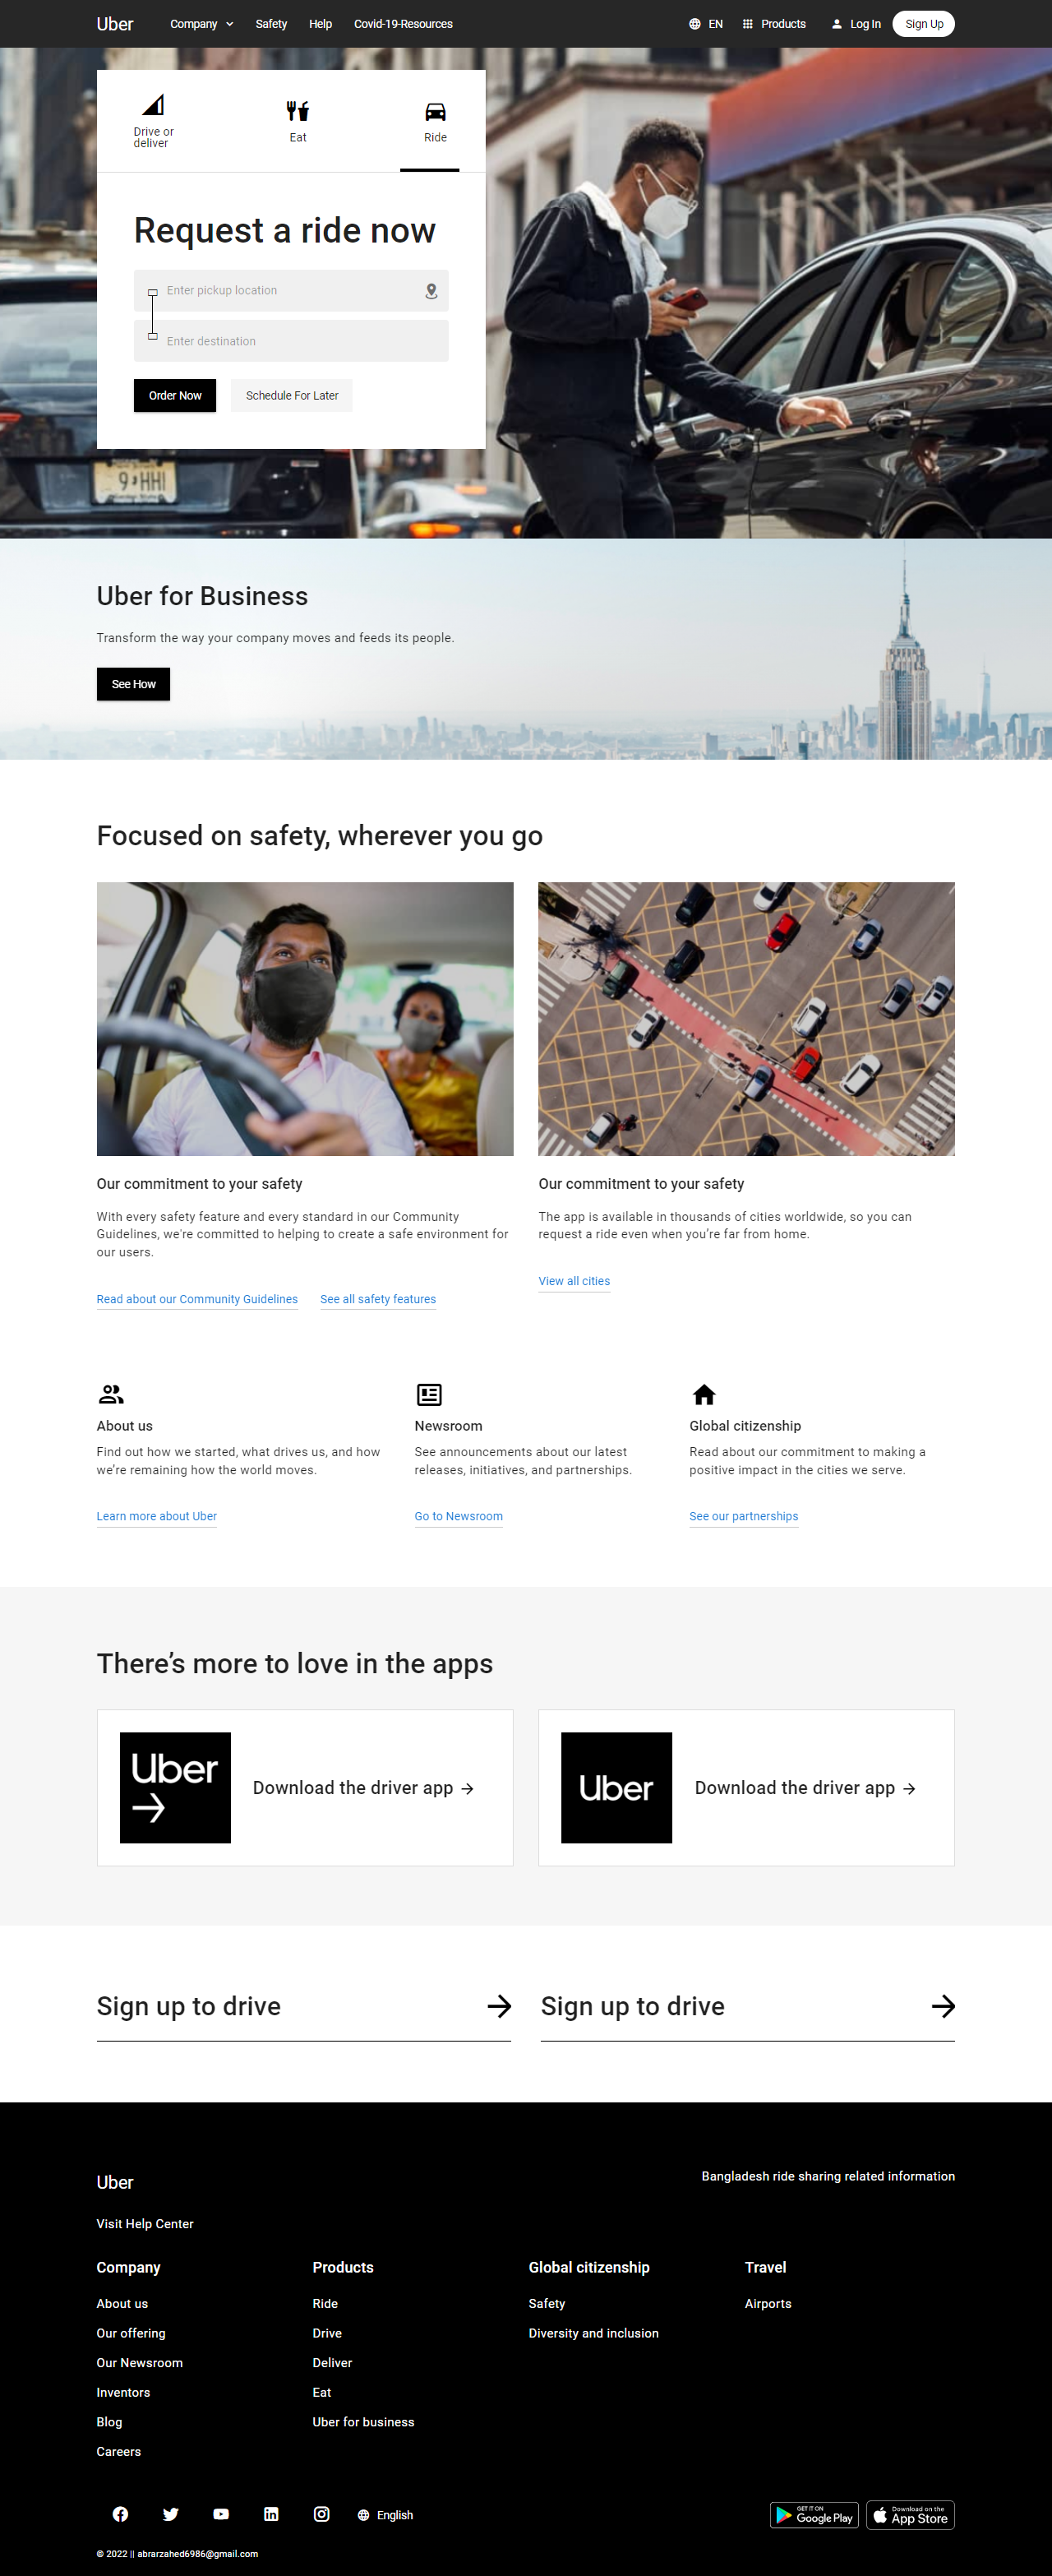 Uber
Company
Safety
Help
Covid-19-Resources
EN
Products
Log In
Sign Up
Drive or
deliver
Eat
Ride
Request a ride now
Enter pickup location
Enter destination
Order Now
Schedule For Later
9 HHI
Uber for Business
Transform the way your company moves and feeds its people.
See How
Focused on safety, wherever you go
Our commitment to your safety
With every safety feature and every standard in our Community
Guidelines, we're committed to helping to create a safe environment for
our users.
Read about our Community Guidelines
See all safety features
Our commitment to your safety
The app is available in thousands of cities worldwide, so you can
request a ride even when you’re far from home.
View all cities
About us
Find out how we started, what drives us, and how
we’re remaining how the world moves.
Learn more about Uber
Newsroom
See announcements about our latest
releases, initiatives, and partnerships.
Go to Newsroom
Global citizenship
Read about our commitment to making a
positive impact in the cities we serve.
See our partnerships
There’s more to love in the apps
Uber
Download the driver app
Uber
Download the driver app
Sign up to drive
Sign up to drive
Uber
Bangladesh ride sharing related information
Visit Help Center
Company
About us
Our offering
Our Newsroom
Inventors
Blog
Careers
Products
Ride
Drive
Deliver
Eat
Uber for business
Global citizenship
Safety
Diversity and inclusion
Travel
Airports
English
GET IT ON
Google Play
Download on the
App Store
© 2022 || abrarzahed6986@gmail.com